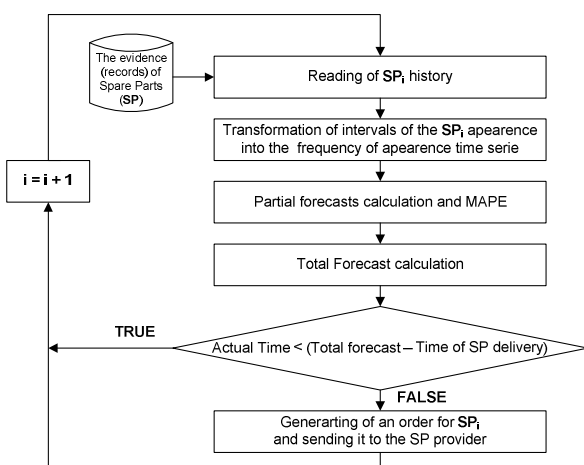 The evidence
(records) of
Spare Parts
(SP)
Reading of SPi history
Transformation of intervals of the SPi apearence
into the frequency of apearence time serie
i = i + 1
Partial forecasts calculation and MAPE
Total Forecast calculation
TRUE
Actual Time < (Total forecast – Time of SP delivery)
FALSE
Generarting of an order for SPi
and sending it to the SP provider